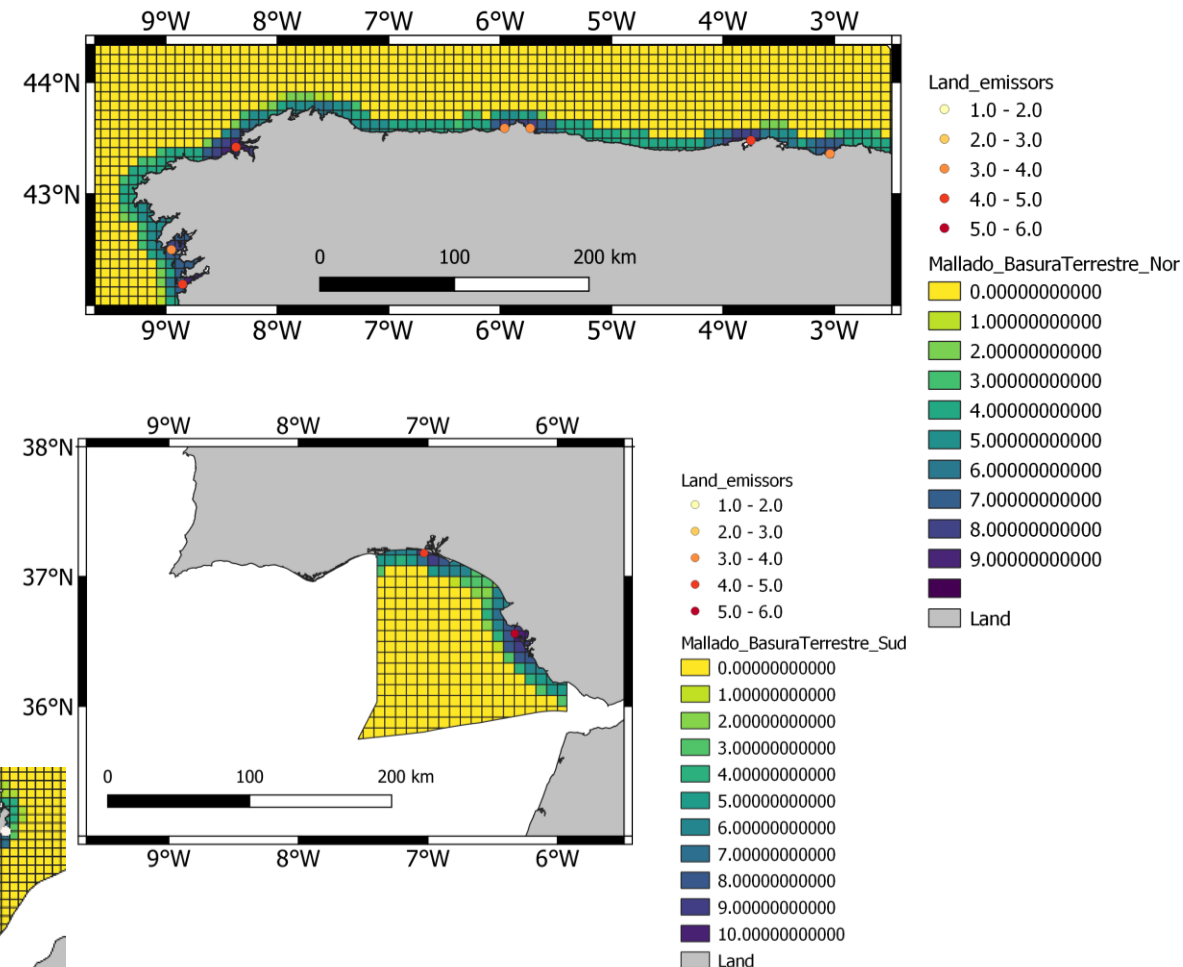 9°W 8°W 7°W 6°W 5°W 4°W 3°W
44°N
43°N
0 100 200 km
9°W 8°W 7°W 6°W 5°W 4°W 3°W
Land_emissors
1.0 - 2.0
2.0 - 3.0
3.0 - 4.0
4.0 - 5.0
5.0 - 6.0
Mallado_BasuraTerrestre_Nor
0.00000000000
1.00000000000
2.00000000000
3.00000000000
4.00000000000
5.00000000000
6.00000000000
7.00000000000
8.00000000000
9.00000000000
Land
9°W 8°W 7°W 6°W
38°N
37°N
36°N
0 100 200 km
9°W 8°W 7°W 6°W
Land_emissors
1.0 - 2.0
2.0 - 3.0
3.0 - 4.0
4.0 - 5.0
5.0 - 6.0
Mallado_BasuraTerrestre_Sud
0.00000000000
1.00000000000
2.00000000000
3.00000000000
4.00000000000
5.00000000000
6.00000000000
7.00000000000
8.00000000000
9.00000000000
10.00000000000
Land